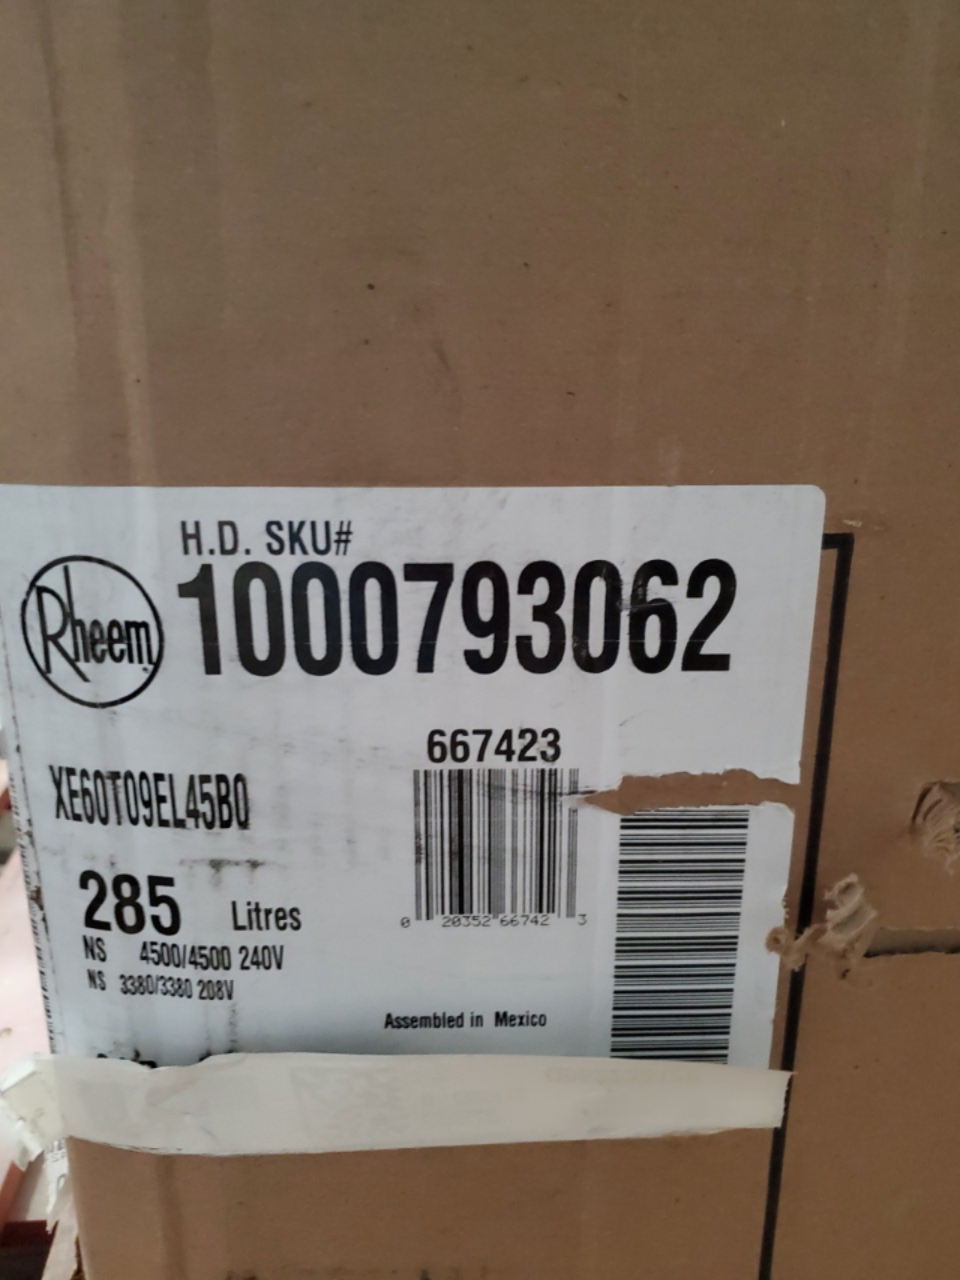 H.D. SKU#
Rheem
1000793062
667423
XE60T09EL45B0
0 20352 66742 3
285 Litres
NS 4500/4500 240V
NS 3380/3380 208V
Assembled in Mexico